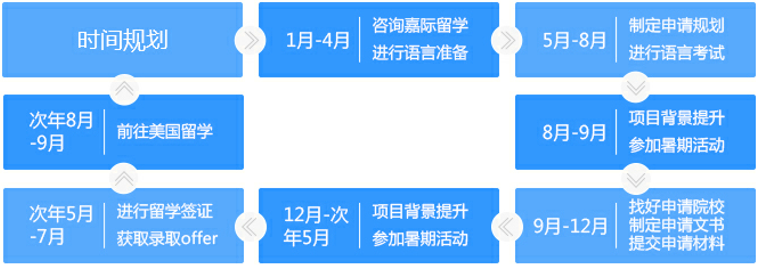 时间规划
1月-4月
咨询嘉际留学
进行语言准备
5月-8月
制定申请规划
进行语言考试
8月-9月
项目背景提升
参加暑期活动
9月-12月
找好申请院校
制定申请文书
提交申请材料
12月-次
年5月
项目背景提升
参加暑期活动
次年5月
-7月
进行留学签证
获取录取offer
次年8月
-9月
前往美国留学